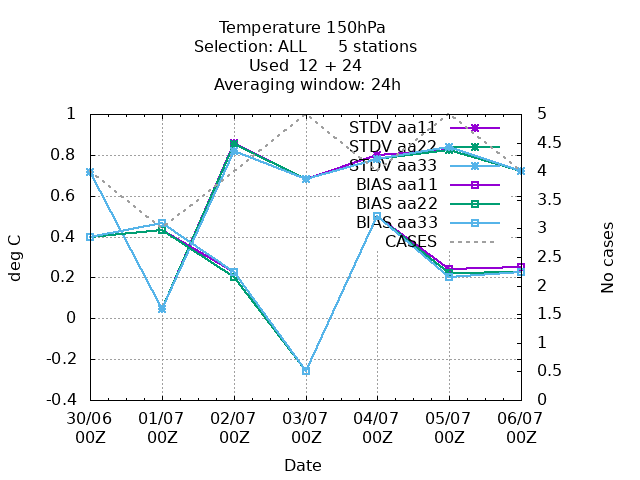 Temperature 150hPa
Selection: ALL 5 stations
Used 12 + 24
Averaging window: 24h
1
0.8
0.6
0.4
0.2
0
-0.2
-0.4
deg C
STDV aa11
STDV aa22
STDV aa33
BIAS aa11
BIAS aa22
BIAS aa33
CASES
5
4.5
4
3.5
3
2.5
2
1.5
1
0.5
0
No cases
30/06 01/07 02/07 03/07 04/07 05/07 06/07
00Z 00Z 00Z 00Z 00Z 00Z 00Z
Date